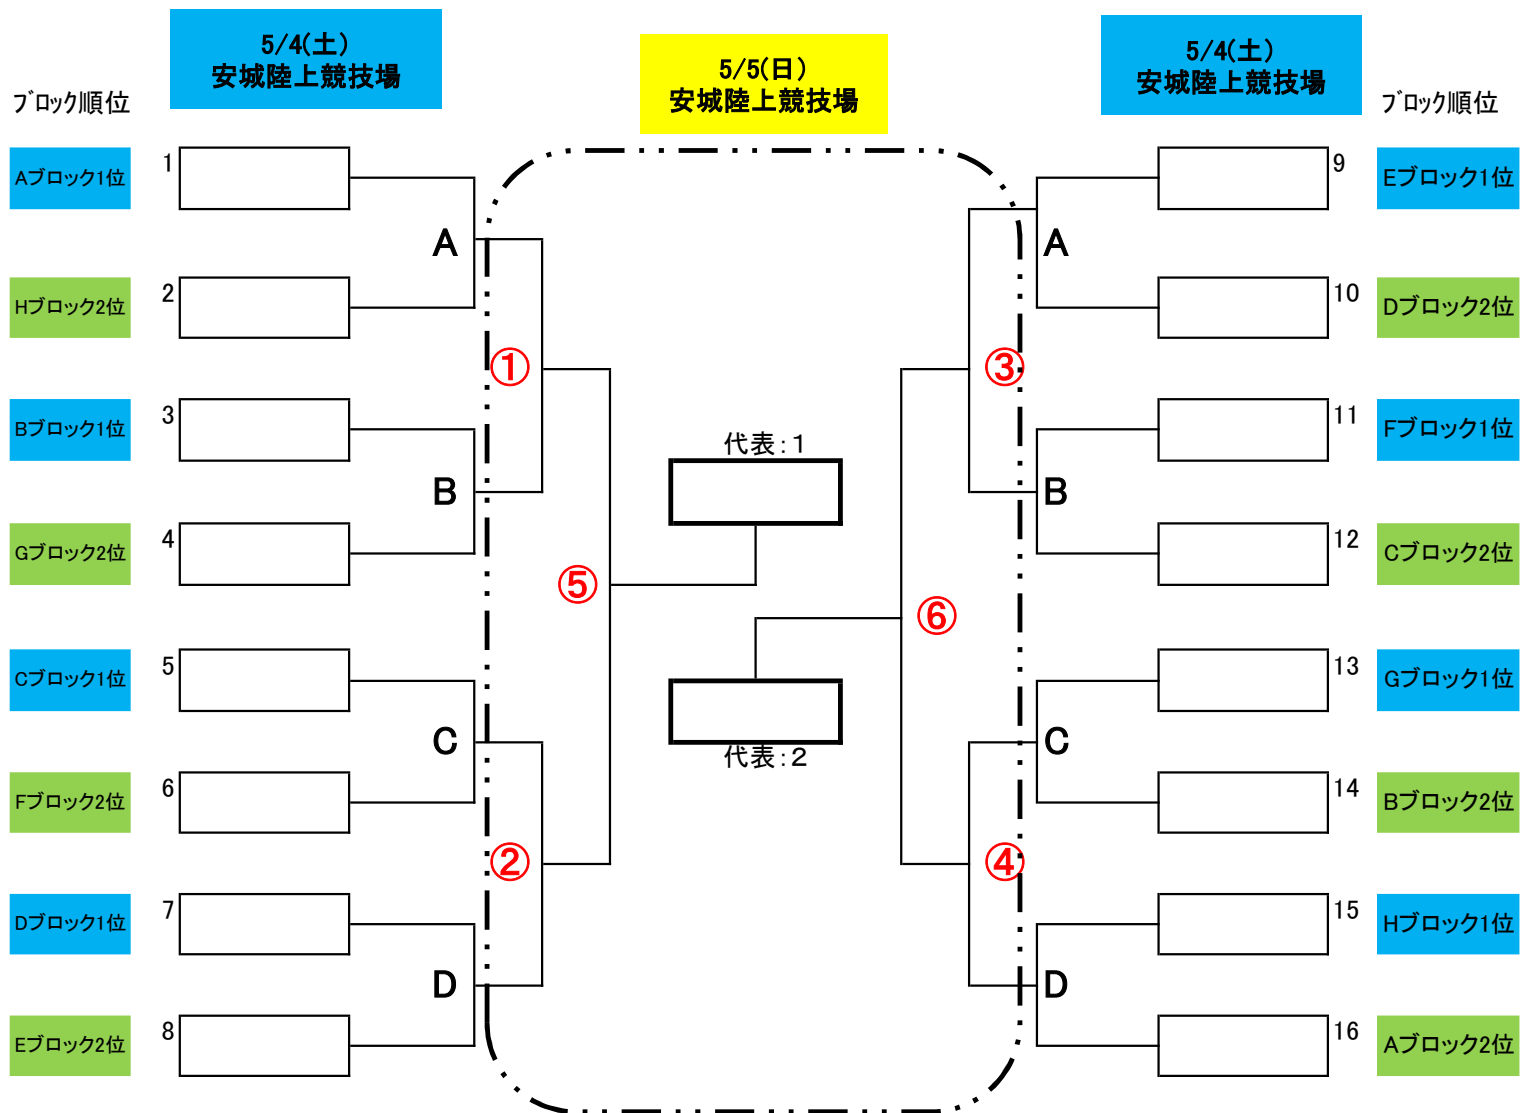 5/4(土)
安城陸上競技場
5/5(日)
安城陸上競技場
5/4(土)
安城陸上競技場
ブロック順位
ブロック順位
Aブロック1位
1
9
Eブロック1位
A
A
Hブロック2位
2
10
Dブロック2位
①
③
Bブロック1位
3
11
Fブロック1位
代表:1
B
B
Gブロック2位
4
12
Cブロック2位
⑤
⑥
Cブロック1位
5
13
Gブロック1位
C
C
代表:2
Fブロック2位
6
14
Bブロック2位
②
④
Dブロック1位
7
15
Hブロック1位
D
D
Eブロック2位
8
16
Aブロック2位